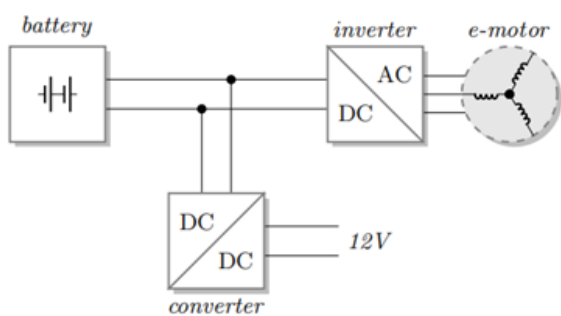 battery
inverter
e-motor
AC
DC
DC
DC
12V
converter